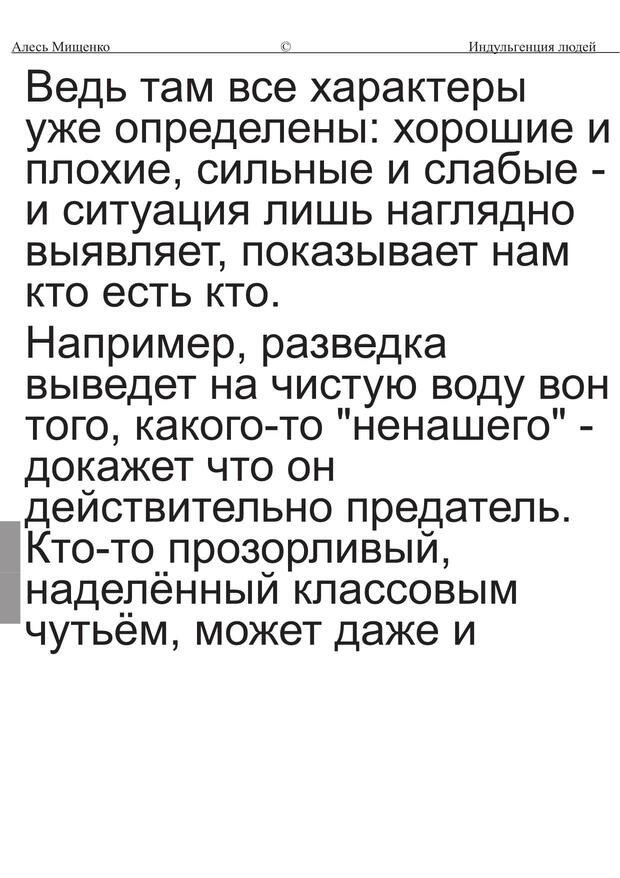 Алесь Мищенко © Индульгенция людей
Ведь там все характеры
уже определены: хорошие и
плохие, сильные и слабые -
и ситуация лишь наглядно
выявляет, показывает нам
кто есть кто.
Например, разведка
выведет на чистую воду вон
того, какого-то "ненашего" -
докажет что он
действительно предатель.
Кто-то прозорливый,
наделённый классовым
чутьём, может даже и